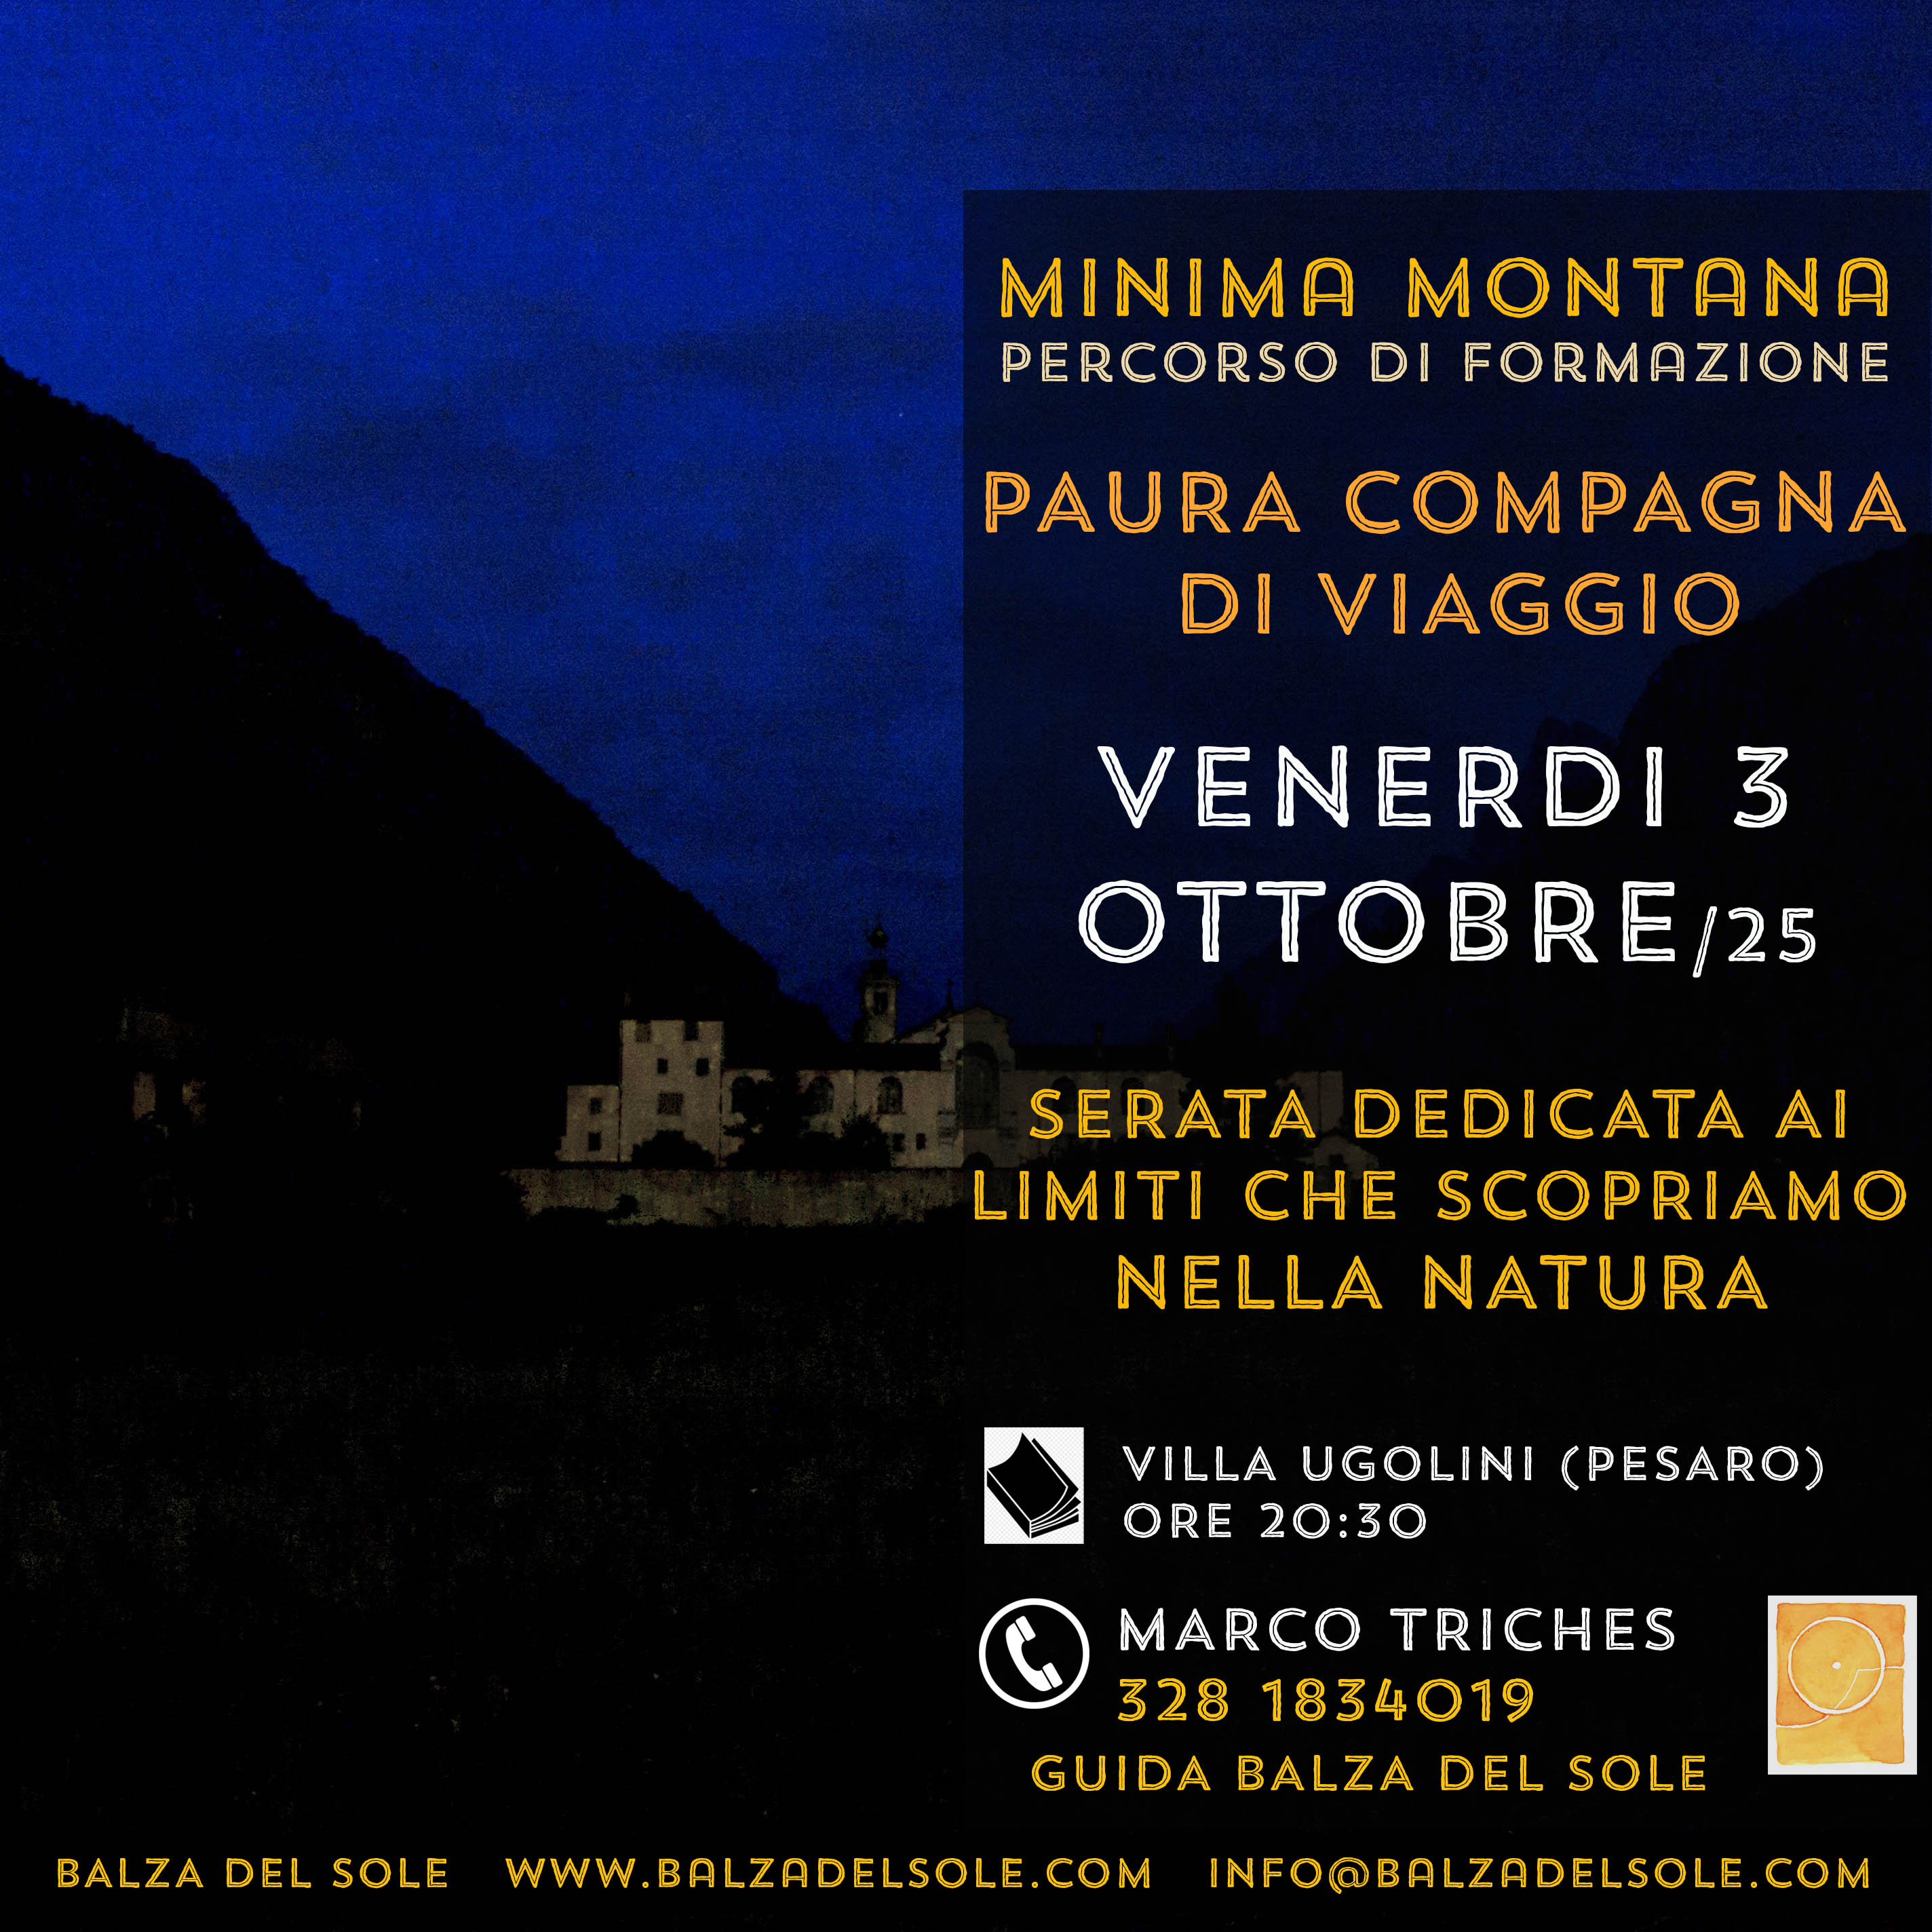 MINIMA MONTANA
PERCORSO DI FORMAZIONE
PAURA COMPAGNA
DI VIAGGIO
VENERDI 3
OTTOBRE/25
SERATA DEDICATA AI
LIMITI CHE SCOPRIAMO
NELLA NATURA
VILLA UGOLINI (PESARO)
ORE 20:30
MARCO TRICHES
328 1834019
GUIDA BALZA DEL SOLE
BALZA DEL SOLE WWW.BALZADELSOLE.COM INFO@BALZADELSOLE.COM